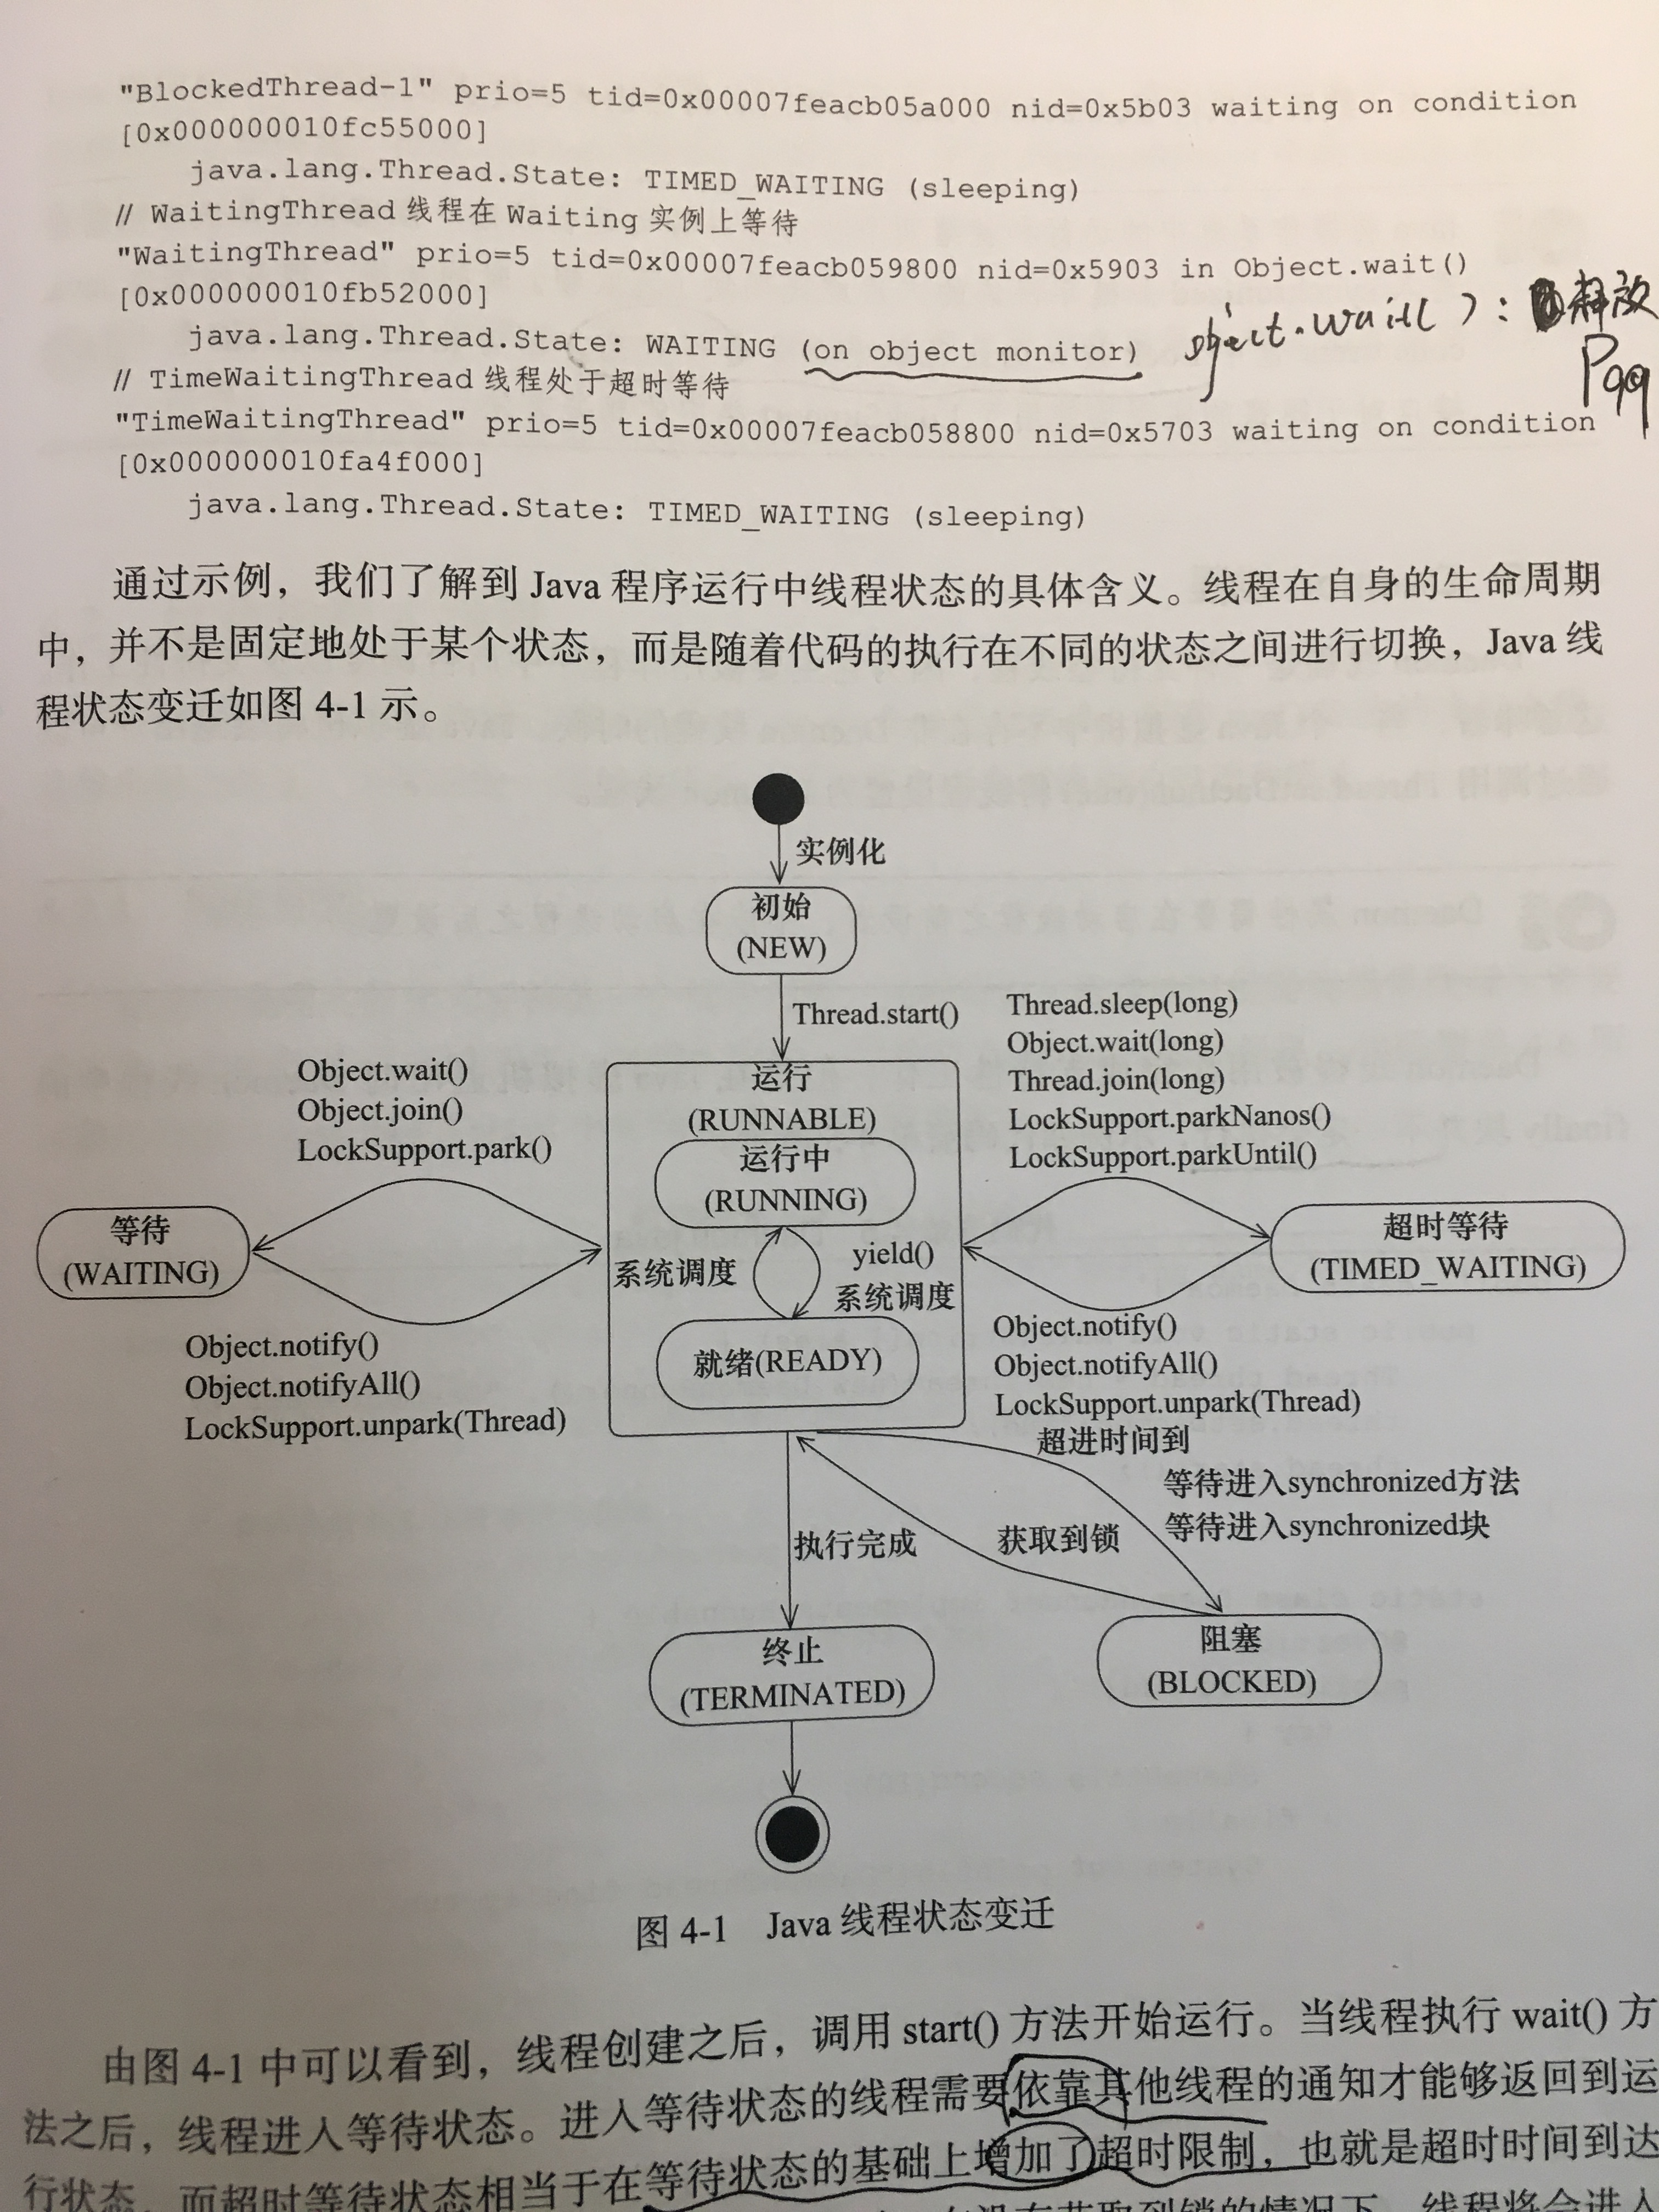 "BlockedThread-1" prio=5 tid=0x00007feacb05a000 nid=0x5b03 waiting on condition
[0x000000010fc55000]
java.lang.Thread.State: TIMED_WAITING (sleeping)
// WaitingThread 线程在 Waiting 实例上等待
"WaitingThread" prio=5 tid=0x00007feacb059800 nid=0x5903 in Object.wait()
[0x000000010fb52000]
java.lang.Thread.State: WAITING (on object monitor)
object.wait( ): 释放
P99
// TimeWaitingThread 线程处于超时等待
"TimeWaitingThread" prio=5 tid=0x00007feacb058800 nid=0x5703 waiting on condition
[0x000000010fa4f000]
java.lang.Thread.State: TIMED_WAITING (sleeping)
通过示例，我们了解到 Java 程序运行中线程状态的具体含义。线程在自身的生命周期
中，并不是固定地处于某个状态，而是随着代码的执行在不同的状态之间进行切换，Java 线
程状态变迁如图 4-1 示。
实例化
初始
(NEW)
Thread.start()
Object.wait()
Object.join()
LockSupport.park()
运行
(RUNNABLE)
运行中
(RUNNING)
Thread.sleep(long)
Object.wait(long)
Thread.join(long)
LockSupport.parkNanos()
LockSupport.parkUntil()
等待
(WAITING)
系统调度
yield()
系统调度
超时等待
(TIMED_WAITING)
就绪(READY)
Object.notify()
Object.notifyAll()
LockSupport.unpark(Thread)
Object.notify()
Object.notifyAll()
LockSupport.unpark(Thread)
超进时间到
等待进入synchronized方法
等待进入synchronized块
执行完成
获取到锁
终止
(TERMINATED)
阻塞
(BLOCKED)
图 4-1 Java 线程状态变迁
由图 4-1 中可以看到，线程创建之后，调用 start() 方法开始运行。当线程执行 wait() 方
法之后，线程进入等待状态。进入等待状态的线程需要依靠其他线程的通知才能够返回到运
行状态，而超时等待状态相当于在等待状态的基础上增加了超时限制，也就是超时时间到达
没有获取到锁的情况下，线程将会进入